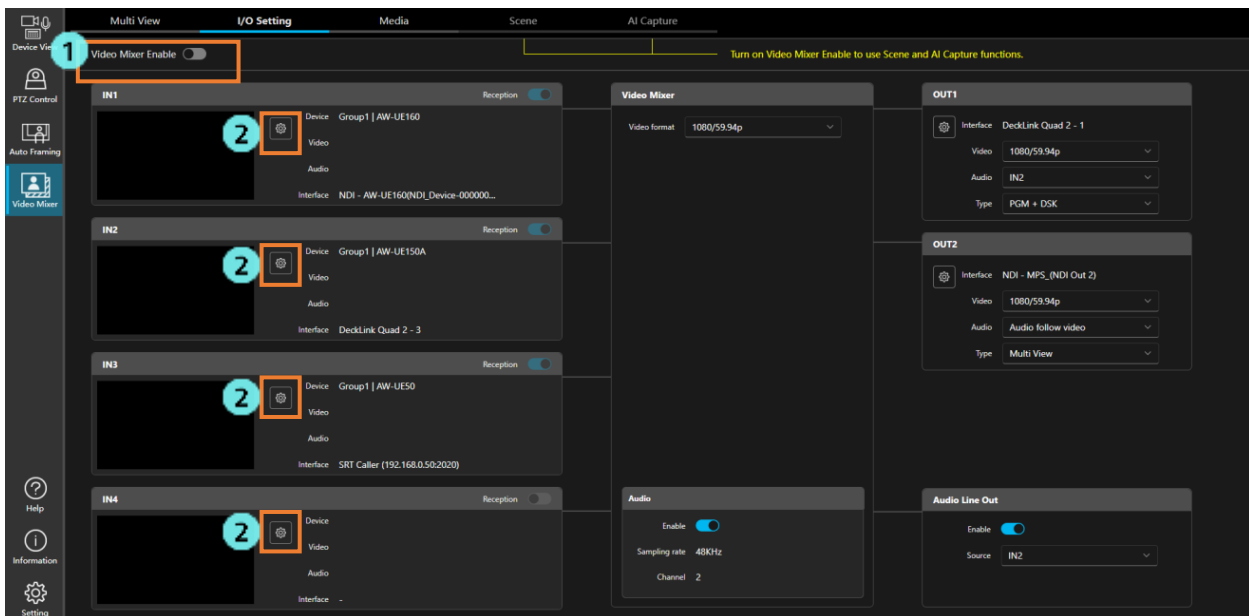 Multi View I/O Setting Media Scene AI Capture
Device View
1 Video Mixer Enable
Turn on Video Mixer Enable to use Scene and AI Capture functions.
PTZ Control
Auto Framing
Video Mixer
IN1 Reception
2
Device Group1 | AW-UE160
Video
Audio
Interface NDI - AW-UE160(NDI_Device-000000...
IN2 Reception
2
Device Group1 | AW-UE150A
Video
Audio
Interface DeckLink Quad 2 - 3
IN3 Reception
2
Device Group1 | AW-UE50
Video
Audio
Interface SRT Caller (192.168.0.50:2020)
IN4 Reception
2
Device
Video
Audio
Interface -
Video Mixer
Video format 1080/59.94p
Audio
Enable
Sampling rate 48KHz
Channel 2
OUT1
Interface DeckLink Quad 2 - 1
Video 1080/59.94p
Audio IN2
Type PGM + DSK
OUT2
Interface NDI - MPS_(NDI Out 2)
Video 1080/59.94p
Audio Audio follow video
Type Multi View
Audio Line Out
Enable
Source IN2
Help
Information
Setting